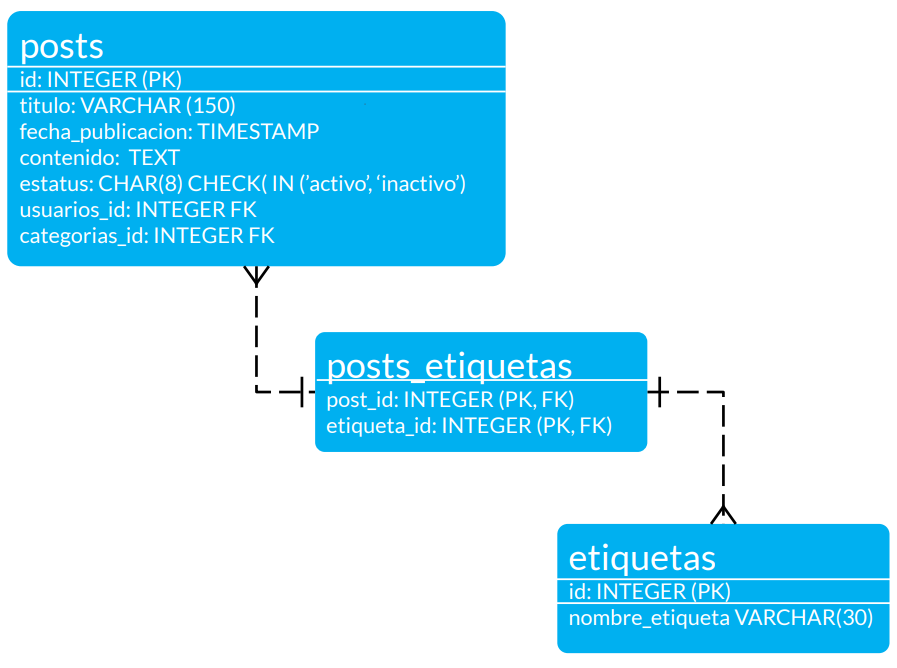 posts
id: INTEGER (PK)
titulo: VARCHAR (150)
fecha_publicacion: TIMESTAMP
contenido:  TEXT
estatus: CHAR(8) CHECK( IN (’activo’, ‘inactivo’)
usuarios_id: INTEGER FK
categorias_id: INTEGER FK
posts_etiquetas
post_id: INTEGER (PK, FK)
etiqueta_id: INTEGER (PK, FK)
etiquetas
id: INTEGER (PK)
nombre_etiqueta VARCHAR(30)